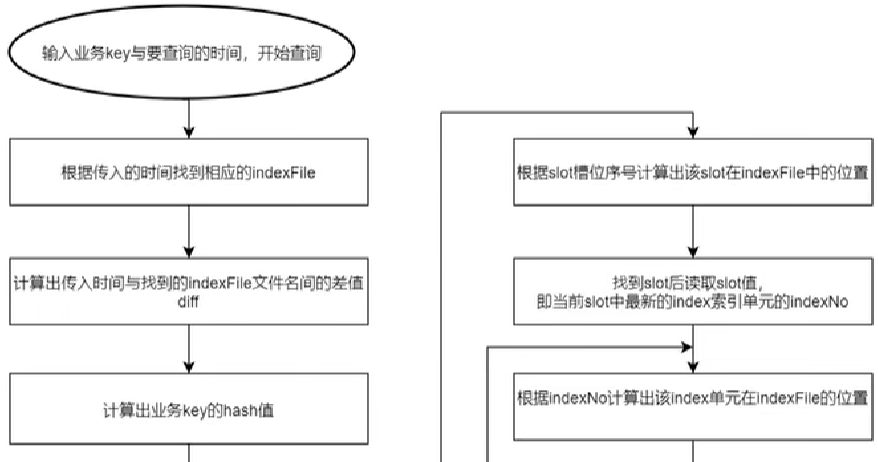 输入业务key与要查询的时间，开始查询
根据传入的时间找到相应的indexFile
计算出传入时间与找到的indexFile文件名间的差值
diff
计算出业务key的hash值
根据slot槽位序号计算出该slot在indexFile中的位置
找到slot后读取slot值，
即当前slot中最新的index索引单元的indexNo
根据indexNo计算出该index单元在indexFile的位置